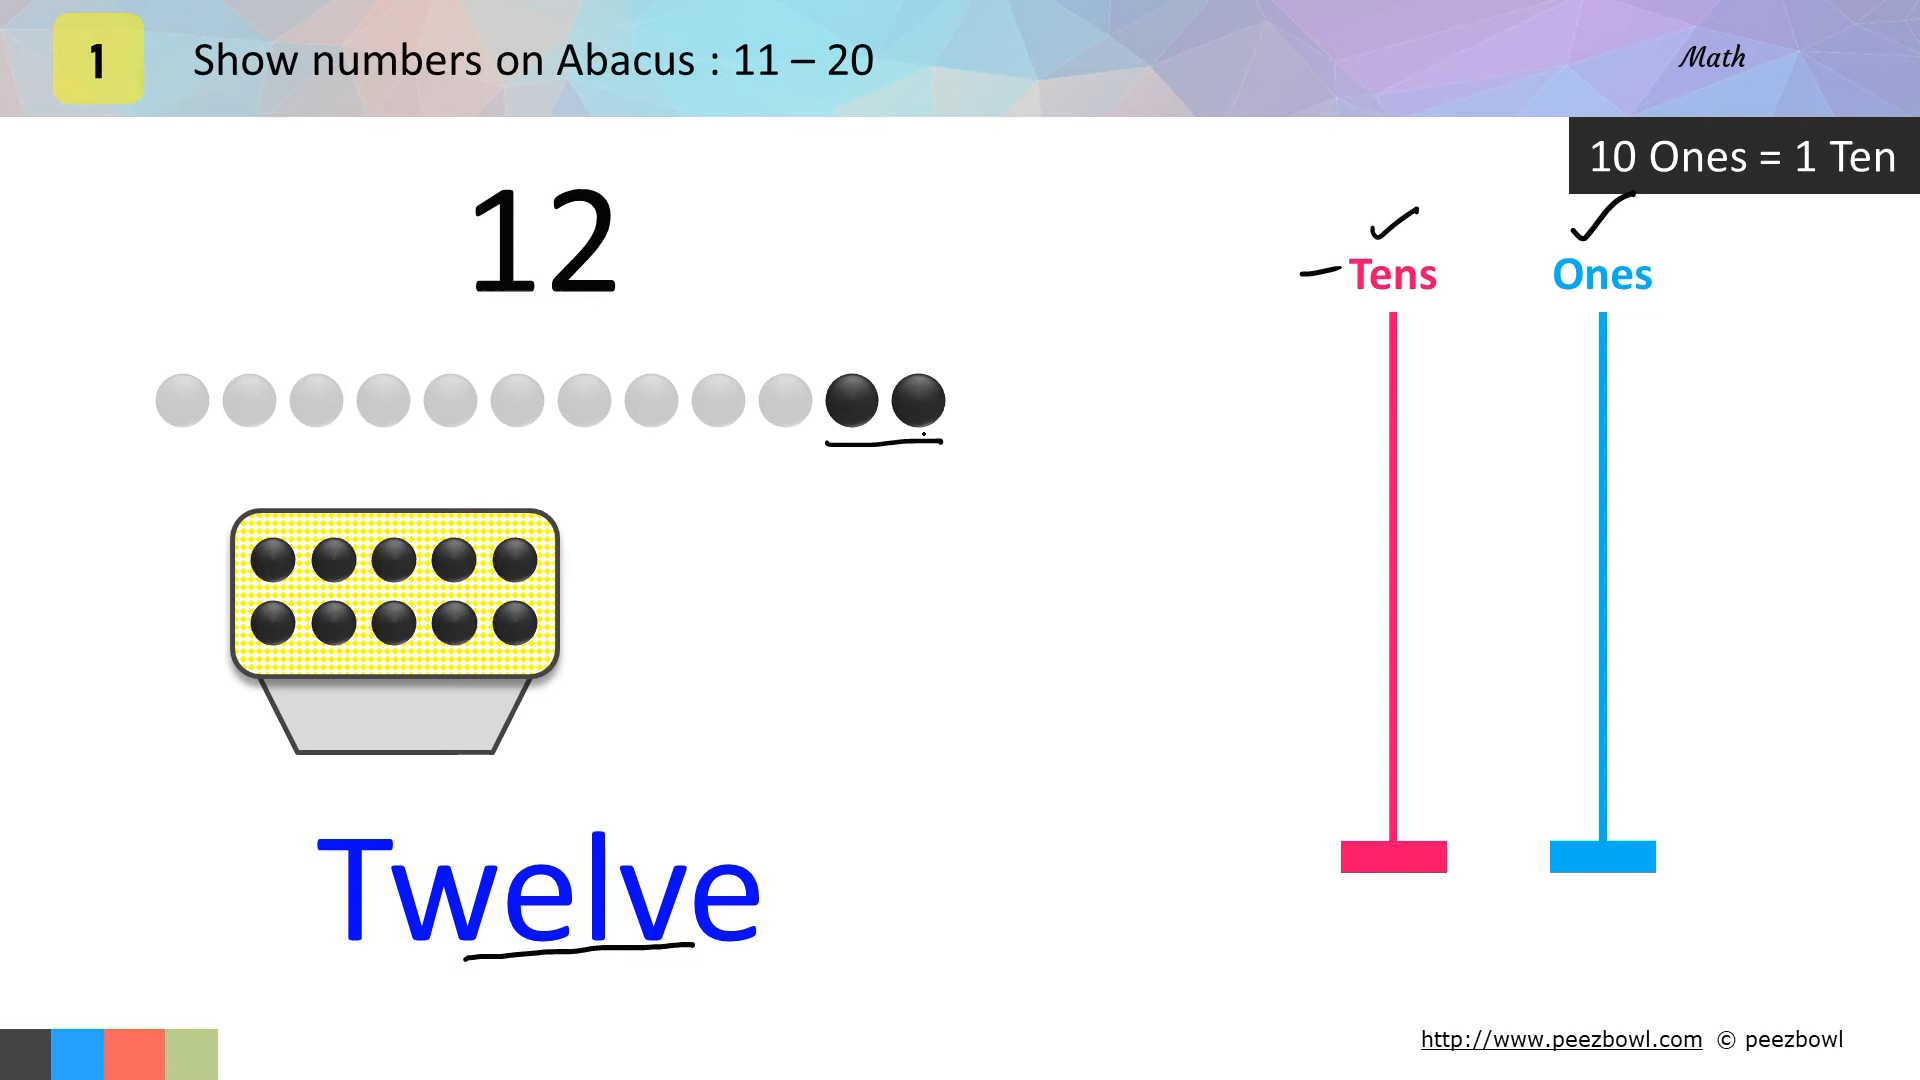 1
Show numbers on Abacus : 11 – 20
Math
10 Ones = 1 Ten
12
Tens
Ones
Twelve
http://www.peezbowl.com © peezbowl